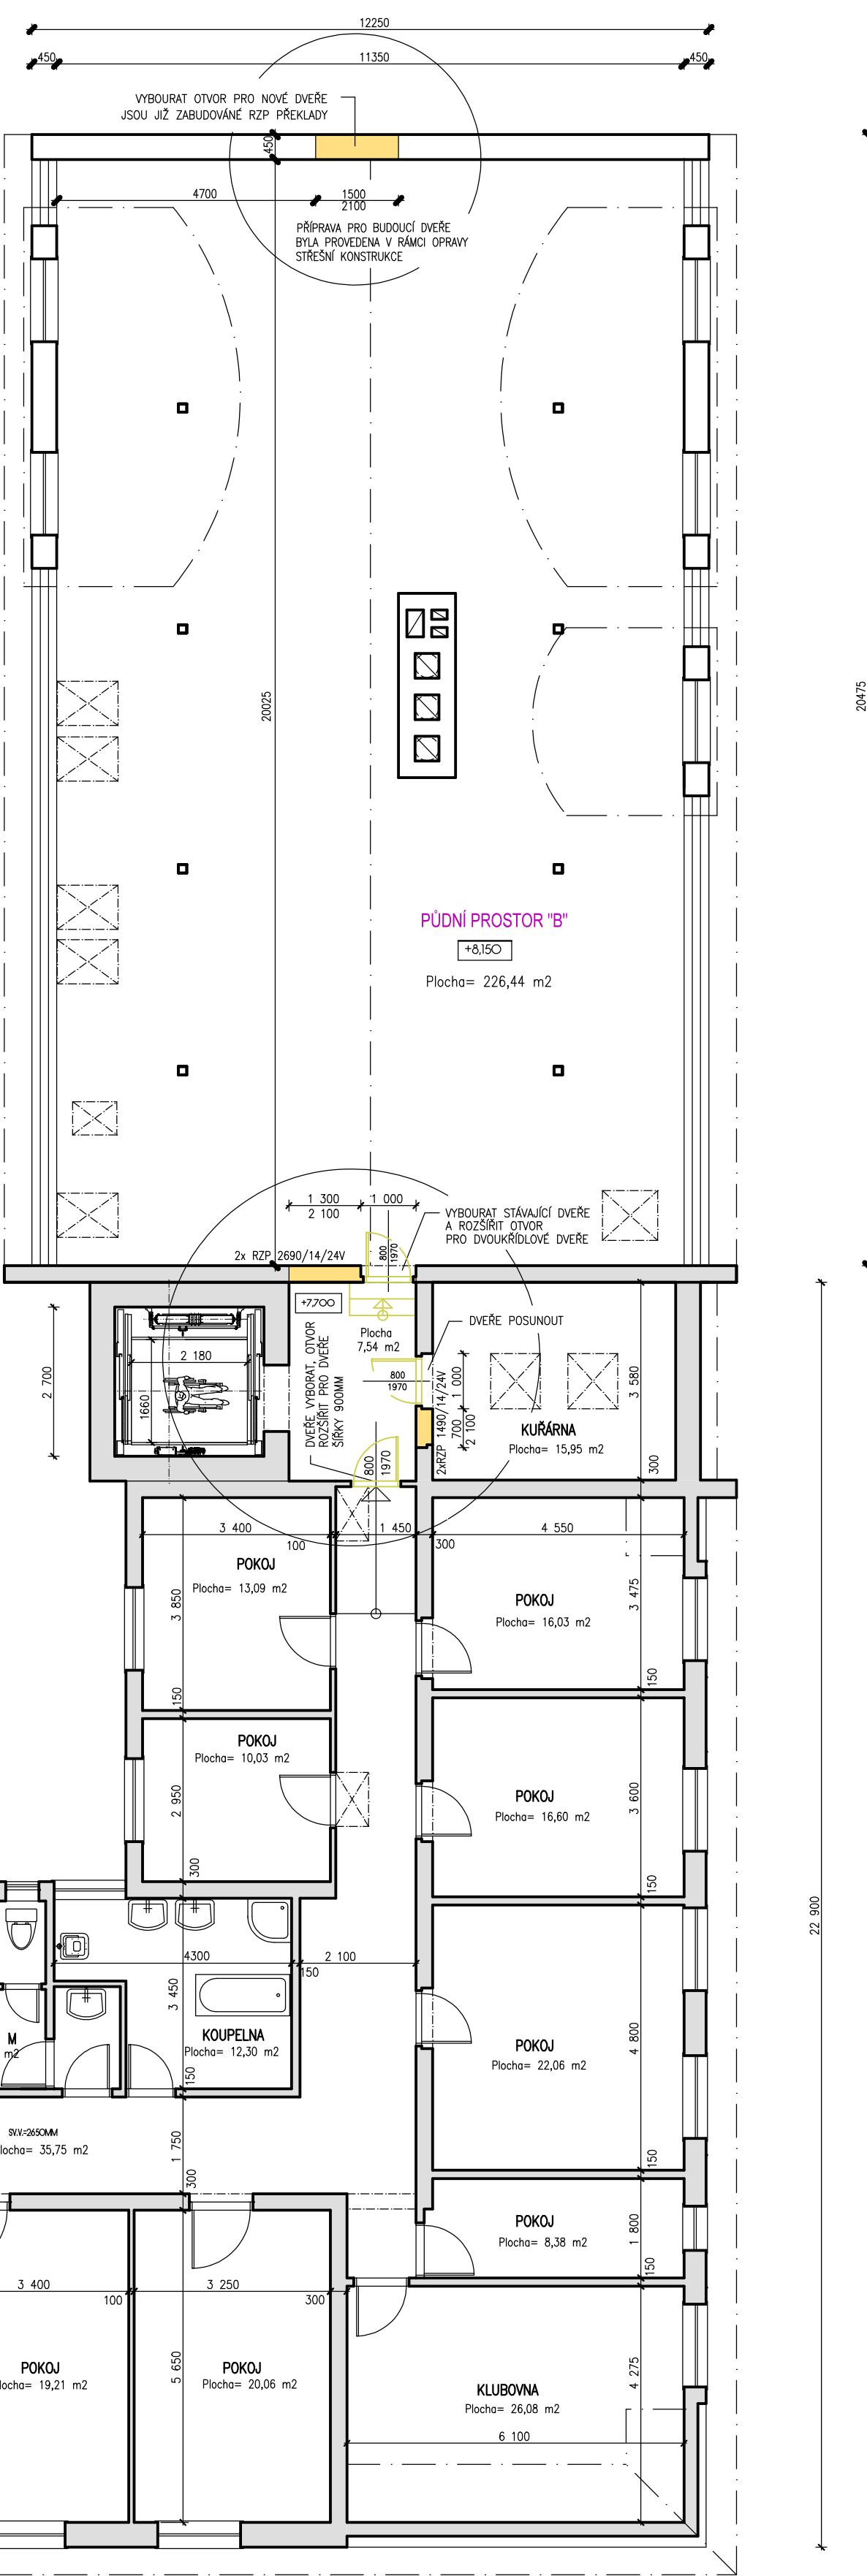 12250
450
11350
450
VYBOURAT OTVOR PRO NOVÉ DVEŘE
JSOU JIŽ ZABUDOVÁNÉ RZP PŘEKLADY
450
4700
1500
2100
PŘÍPRAVA PRO BUDOUCÍ DVEŘE
BYLA PROVEDENA V RÁMCI OPRAVY
STŘEŠNÍ KONSTRUKCE
20025
20475
PŮDNÍ PROSTOR "B"
+8,150
Plocha= 226,44 m2
1 300
2 100
1 000
VYBOURAT STÁVAJÍCÍ DVEŘE
A ROZŠÍŘIT OTVOR
PRO DVOUKŘÍDLOVÉ DVEŘE
800
1970
2x RZP 2690/14/24V
+7,700
Plocha
7,54 m2
DVEŘE POSUNOUT
2 700
2 180
1660
DVEŘE VYBORAT, OTVOR
ROZŠÍŘIT PRO DVEŘE
ŠÍŘKY 900MM
800
1970
800
1970
2xRZP 1490/14/24V
1 000
700
2 100
3 580
KUŘÁRNA
Plocha= 15,95 m2
300
3 400
100
1 450
300
4 550
POKOJ
Plocha= 13,09 m2
3 850
150
POKOJ
Plocha= 16,03 m2
3 475
150
POKOJ
Plocha= 10,03 m2
2 950
300
POKOJ
Plocha= 16,60 m2
3 600
150
22 900
4300
150
2 100
3 450
KOUPELNA
Plocha= 12,30 m2
150
M
m2
POKOJ
Plocha= 22,06 m2
4 800
150
SV.V.=2650MM
locha= 35,75 m2
1 750
300
POKOJ
Plocha= 8,38 m2
1 800
150
3 400
100
3 250
300
POKOJ
locha= 19,21 m2
POKOJ
Plocha= 20,06 m2
5 650
KLUBOVNA
Plocha= 26,08 m2
4 275
6 100